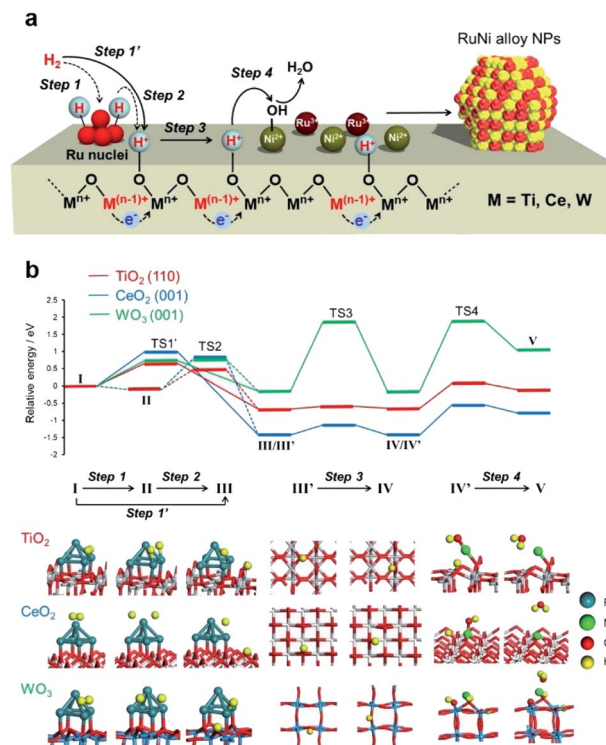 a
H₂
Step 1'
Step 1
Step 2
H
H
Ru nuclei
H⁺
Step 3
H⁺
Step 4
H₂O
OH
Ni²⁺
Ru³⁺
Ni²⁺
Ru³⁺
H⁺
Ni²⁺
RuNi alloy NPs
O O O O O O
Mⁿ⁺ M⁽ⁿ⁻¹⁾⁺ Mⁿ⁺ M⁽ⁿ⁻¹⁾⁺ Mⁿ⁺ Mⁿ⁺ M⁽ⁿ⁻¹⁾⁺ Mⁿ⁺
e⁻ e⁻ e⁻
M = Ti, Ce, W
b
TiO₂ (110)
CeO₂ (001)
WO₃ (001)
Relative energy / eV
2.5
2
1.5
1
0.5
0
-0.5
-1
-1.5
-2
I
TS1'
II
TS2
III/III'
TS3
IV/IV'
TS4
V
Step 1 Step 2 Step 3 Step 4
I II III III' IV IV' V
Step 1'
TiO₂
CeO₂
WO₃